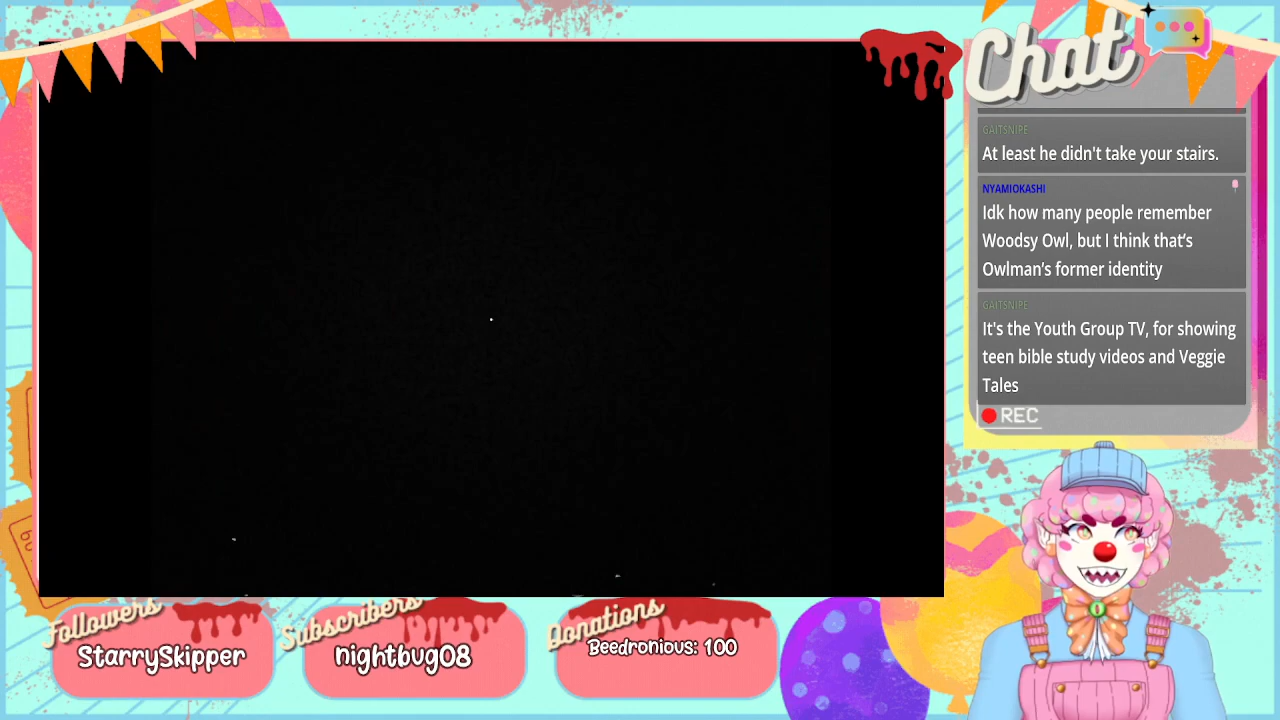 Chat
GAITSNIPE
At least he didn't take your stairs.
NYAMIOKASHI
Idk how many people remember
Woodsy Owl, but I think that's
Owlman's former identity
GAITSNIPE
It's the Youth Group TV, for showing
teen bible study videos and Veggie
Tales
REC
Followers
StarrySkipper
Subscribers
nightbug08
Donations
Beedronious: 100